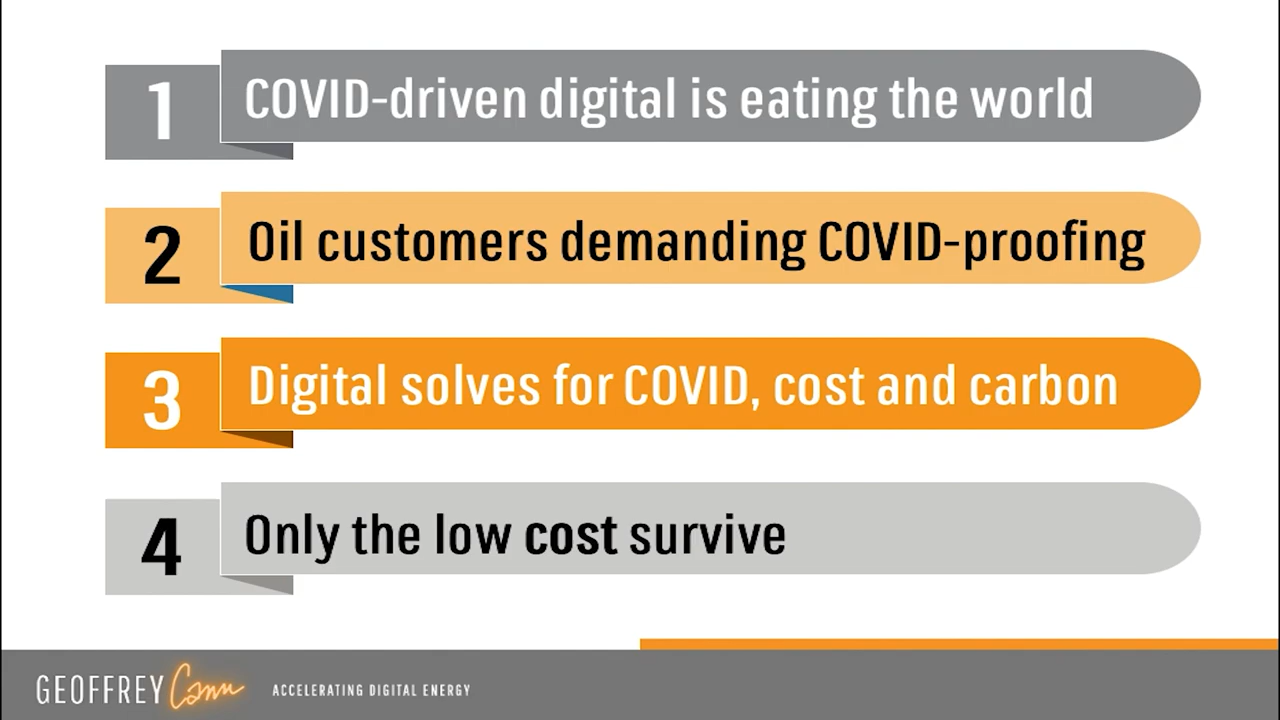 1 COVID-driven digital is eating the world
2 Oil customers demanding COVID-proofing
3 Digital solves for COVID, cost and carbon
4 Only the low cost survive
GEOFFREY Cann ACCELERATING DIGITAL ENERGY